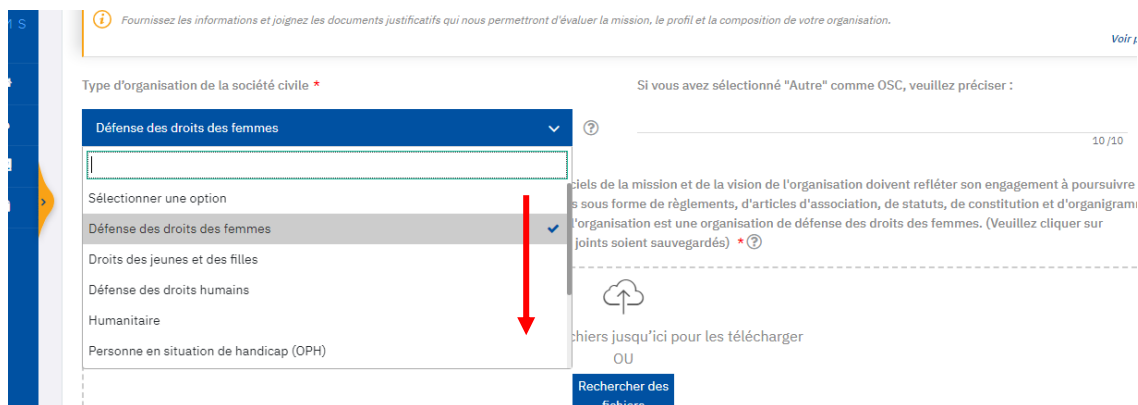 M S
Fournissez les informations et joignez les documents justificatifs qui nous permettront d'évaluer la mission, le profil et la composition de votre organisation.
Voir
Type d'organisation de la société civile *
Si vous avez sélectionné "Autre" comme OSC, veuillez préciser :
Défense des droits des femmes
10/10
ciels de la mission et de la vision de l'organisation doivent refléter son engagement à poursuivre
Sélectionner une option
s sous forme de règlements, d'articles d'association, de statuts, de constitution et d'organigram
Défense des droits des femmes
l'organisation est une organisation de défense des droits des femmes. (Veuillez cliquer sur
joints soient sauvegardés) *
Droits des jeunes et des filles
Défense des droits humains
Humanitaire
chiers jusqu'ici pour les télécharger
Personne en situation de handicap (OPH)
OU
Rechercher des
fichiers